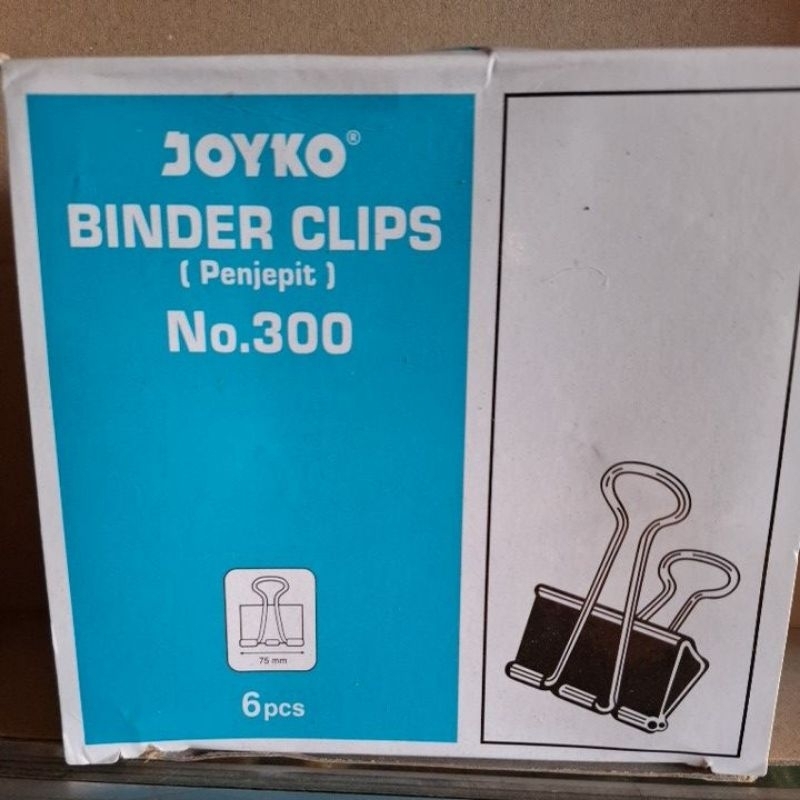 JOYKO®
BINDER CLIPS
( Penjepit )
No.300
75 mm
6pcs